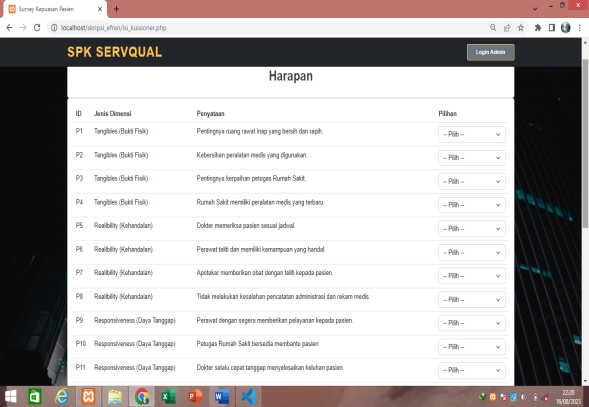 Survey Kepuasan Pasien
localhost/skripsi_efren/isi_kuisioner.php
SPK SERVQUAL
Login Admin
Harapan
ID Jenis Dimensi Penyataan Pilihan
P1 Tangibles (Bukti Fisik) Pentingnya ruang rawat inap yang bersih dan rapih. -- Pilih --
P2 Tangibles (Bukti Fisik) Kebersihan peralatan medis yang digunakan. -- Pilih --
P3 Tangibles (Bukti Fisik) Pentingnya kerpaihan petugas Rumah Sakit. -- Pilih --
P4 Tangibles (Bukti Fisik) Rumah Sakit memiliki peralatan medis yang terbaru. -- Pilih --
P5 Realibility (Kehandalan) Dokter memeriksa pasien sesuai jadwal. -- Pilih --
P6 Realibility (Kehandalan) Perawat teliti dan memiliki kemampuan yang handal. -- Pilih --
P7 Realibility (Kehandalan) Apoteker memberikan obat dengan teliti kepada pasien. -- Pilih --
P8 Realibility (Kehandalan) Tidak melakukan kesalahan pencatatan administrasi dan rekam medis. -- Pilih --
P9 Responsiveness (Daya Tanggap) Perawat dengan segera memberikan pelayanan kepada pasien. -- Pilih --
P10 Responsiveness (Daya Tanggap) Petugas Rumah Sakit bersedia membantu pasien -- Pilih --
P11 Responsiveness (Daya Tanggap) Dokter selalu cepat tanggap menyelesaikan keluhan pasien. -- Pilih --
22:20
16/08/2023